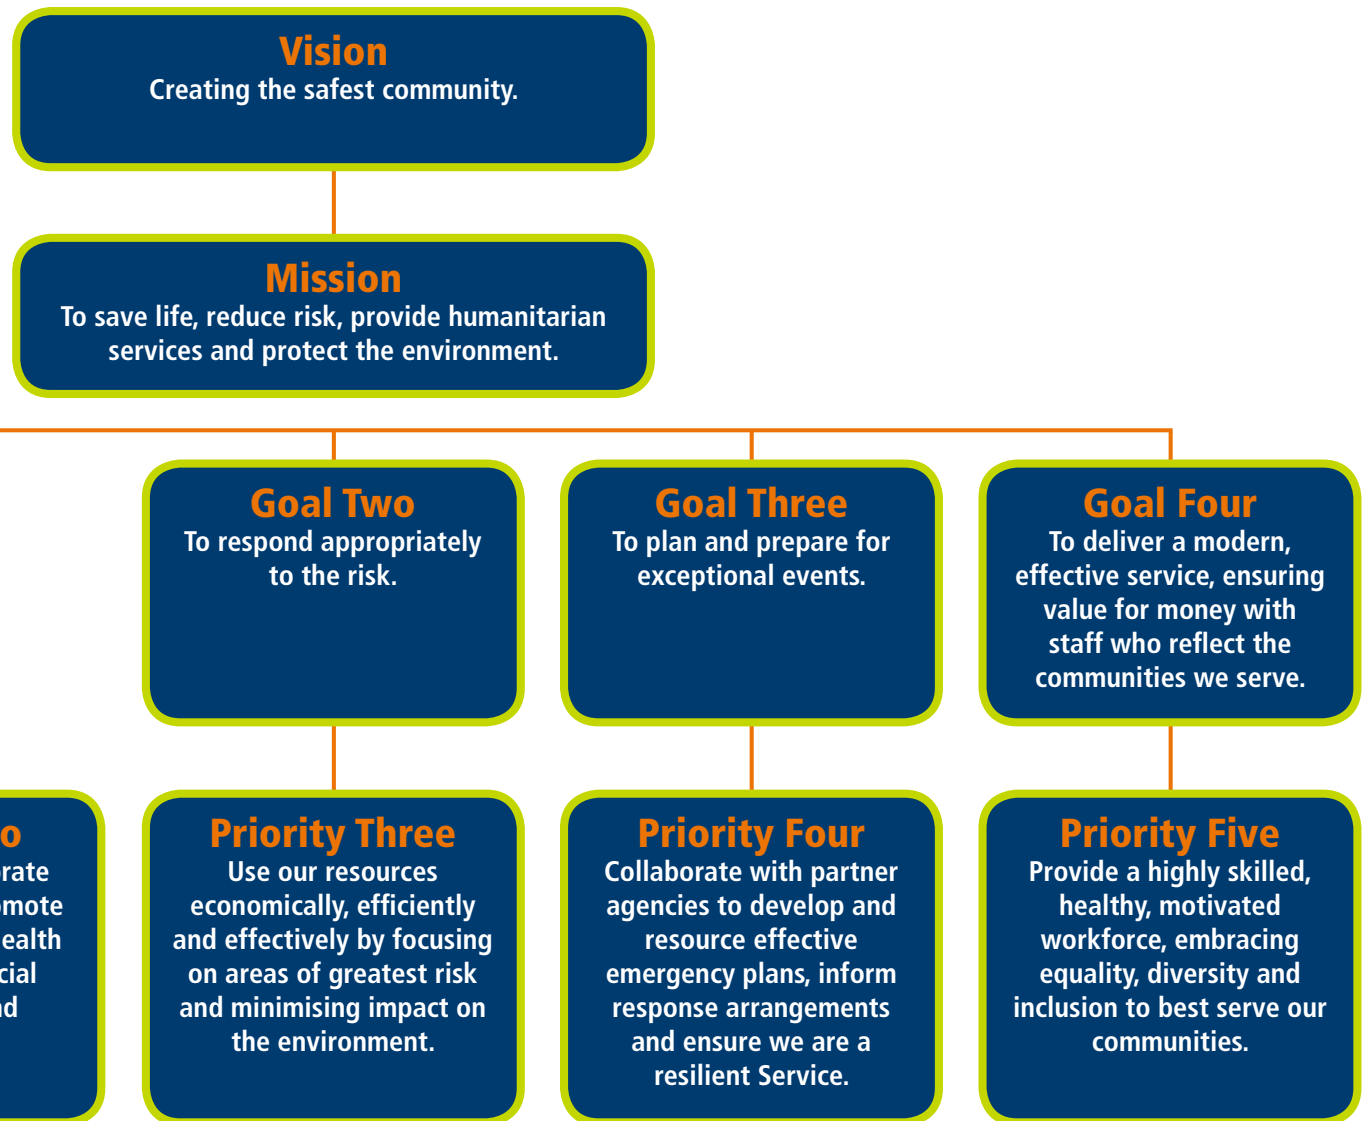 Vision
Creating the safest community.
Mission
To save life, reduce risk, provide humanitarian
services and protect the environment.
Goal Two
To respond appropriately
to the risk.
Goal Three
To plan and prepare for
exceptional events.
Goal Four
To deliver a modern,
effective service, ensuring
value for money with
staff who reflect the
communities we serve.
Priority Three
Use our resources
economically, efficiently
and effectively by focusing
on areas of greatest risk
and minimising impact on
the environment.
Priority Four
Collaborate with partner
agencies to develop and
resource effective
emergency plans, inform
response arrangements
and ensure we are a
resilient Service.
Priority Five
Provide a highly skilled,
healthy, motivated
workforce, embracing
equality, diversity and
inclusion to best serve our
communities.